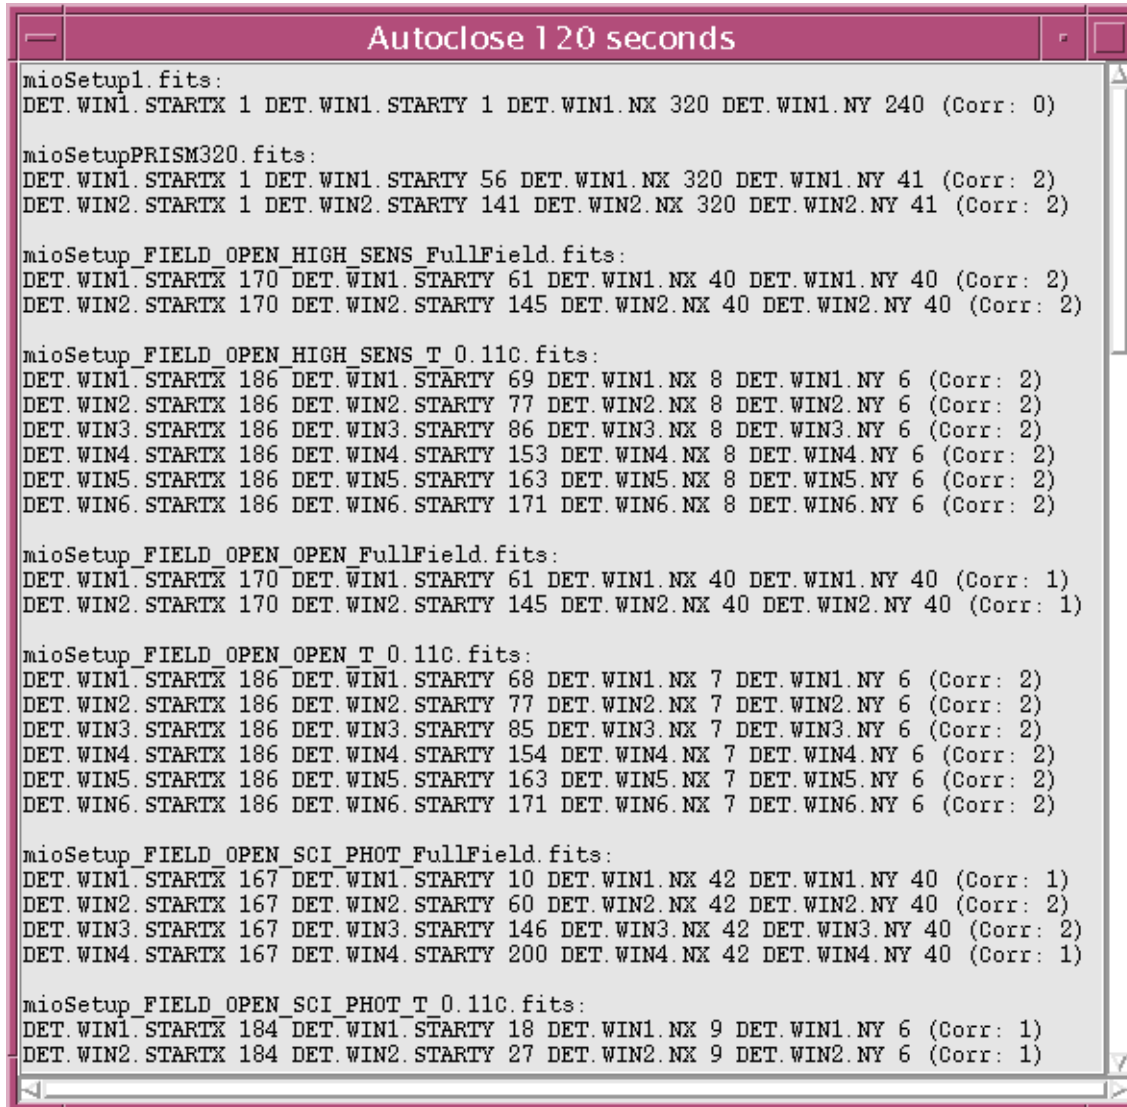 Autoclose 120 seconds
mioSetup1.fits:
DET.WIN1.STARTX 1 DET.WIN1.STARTY 1 DET.WIN1.NX 320 DET.WIN1.NY 240 (Corr: 0)
mioSetupPRISM320.fits:
DET.WIN1.STARTX 1 DET.WIN1.STARTY 56 DET.WIN1.NX 320 DET.WIN1.NY 41 (Corr: 2)
DET.WIN2.STARTX 1 DET.WIN2.STARTY 141 DET.WIN2.NX 320 DET.WIN2.NY 41 (Corr: 2)
mioSetup_FIELD_OPEN_HIGH_SENS_FullField.fits:
DET.WIN1.STARTX 170 DET.WIN1.STARTY 61 DET.WIN1.NX 40 DET.WIN1.NY 40 (Corr: 2)
DET.WIN2.STARTX 170 DET.WIN2.STARTY 145 DET.WIN2.NX 40 DET.WIN2.NY 40 (Corr: 2)
mioSetup_FIELD_OPEN_HIGH_SENS_T_0.11C.fits:
DET.WIN1.STARTX 186 DET.WIN1.STARTY 69 DET.WIN1.NX 8 DET.WIN1.NY 6 (Corr: 2)
DET.WIN2.STARTX 186 DET.WIN2.STARTY 77 DET.WIN2.NX 8 DET.WIN2.NY 6 (Corr: 2)
DET.WIN3.STARTX 186 DET.WIN3.STARTY 86 DET.WIN3.NX 8 DET.WIN3.NY 6 (Corr: 2)
DET.WIN4.STARTX 186 DET.WIN4.STARTY 153 DET.WIN4.NX 8 DET.WIN4.NY 6 (Corr: 2)
DET.WIN5.STARTX 186 DET.WIN5.STARTY 163 DET.WIN5.NX 8 DET.WIN5.NY 6 (Corr: 2)
DET.WIN6.STARTX 186 DET.WIN6.STARTY 171 DET.WIN6.NX 8 DET.WIN6.NY 6 (Corr: 2)
mioSetup_FIELD_OPEN_OPEN_FullField.fits:
DET.WIN1.STARTX 170 DET.WIN1.STARTY 61 DET.WIN1.NX 40 DET.WIN1.NY 40 (Corr: 1)
DET.WIN2.STARTX 170 DET.WIN2.STARTY 145 DET.WIN2.NX 40 DET.WIN2.NY 40 (Corr: 1)
mioSetup_FIELD_OPEN_OPEN_T_0.11C.fits:
DET.WIN1.STARTX 186 DET.WIN1.STARTY 68 DET.WIN1.NX 7 DET.WIN1.NY 6 (Corr: 2)
DET.WIN2.STARTX 186 DET.WIN2.STARTY 77 DET.WIN2.NX 7 DET.WIN2.NY 6 (Corr: 2)
DET.WIN3.STARTX 186 DET.WIN3.STARTY 85 DET.WIN3.NX 7 DET.WIN3.NY 6 (Corr: 2)
DET.WIN4.STARTX 186 DET.WIN4.STARTY 154 DET.WIN4.NX 7 DET.WIN4.NY 6 (Corr: 2)
DET.WIN5.STARTX 186 DET.WIN5.STARTY 163 DET.WIN5.NX 7 DET.WIN5.NY 6 (Corr: 2)
DET.WIN6.STARTX 186 DET.WIN6.STARTY 171 DET.WIN6.NX 7 DET.WIN6.NY 6 (Corr: 2)
mioSetup_FIELD_OPEN_SCI_PHOT_FullField.fits:
DET.WIN1.STARTX 167 DET.WIN1.STARTY 10 DET.WIN1.NX 42 DET.WIN1.NY 40 (Corr: 1)
DET.WIN2.STARTX 167 DET.WIN2.STARTY 60 DET.WIN2.NX 42 DET.WIN2.NY 40 (Corr: 2)
DET.WIN3.STARTX 167 DET.WIN3.STARTY 146 DET.WIN3.NX 42 DET.WIN3.NY 40 (Corr: 2)
DET.WIN4.STARTX 167 DET.WIN4.STARTY 200 DET.WIN4.NX 42 DET.WIN4.NY 40 (Corr: 1)
mioSetup_FIELD_OPEN_SCI_PHOT_T_0.11C.fits:
DET.WIN1.STARTX 184 DET.WIN1.STARTY 18 DET.WIN1.NX 9 DET.WIN1.NY 6 (Corr: 1)
DET.WIN2.STARTX 184 DET.WIN2.STARTY 27 DET.WIN2.NX 9 DET.WIN2.NY 6 (Corr: 1)